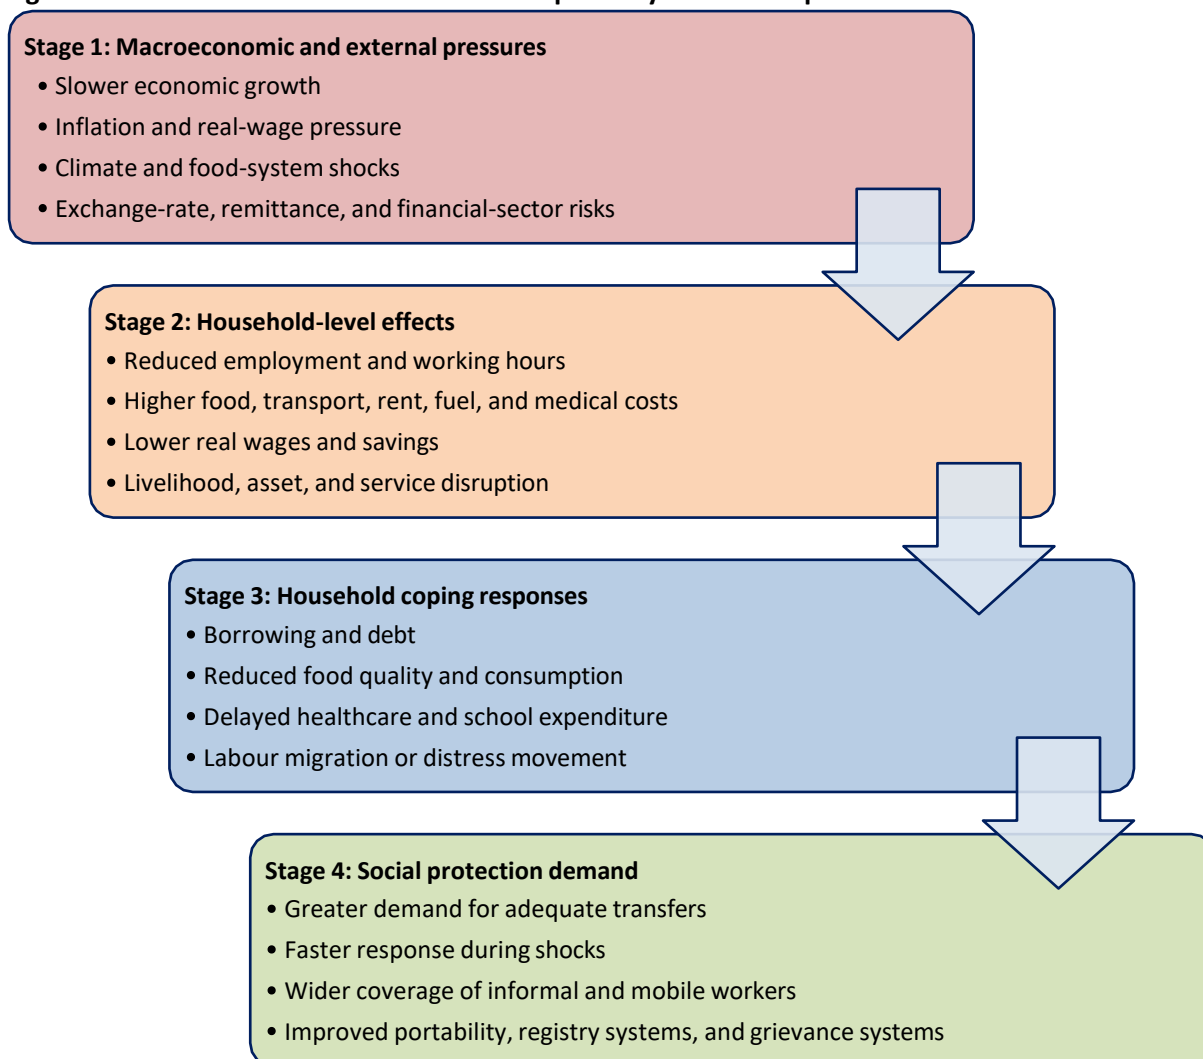 Stage 1: Macroeconomic and external pressures
• Slower economic growth
• Inflation and real-wage pressure
• Climate and food-system shocks
• Exchange-rate, remittance, and financial-sector risks
Stage 2: Household-level effects
• Reduced employment and working hours
• Higher food, transport, rent, fuel, and medical costs
• Lower real wages and savings
• Livelihood, asset, and service disruption
Stage 3: Household coping responses
• Borrowing and debt
• Reduced food quality and consumption
• Delayed healthcare and school expenditure
• Labour migration or distress movement
Stage 4: Social protection demand
• Greater demand for adequate transfers
• Faster response during shocks
• Wider coverage of informal and mobile workers
• Improved portability, registry systems, and grievance systems